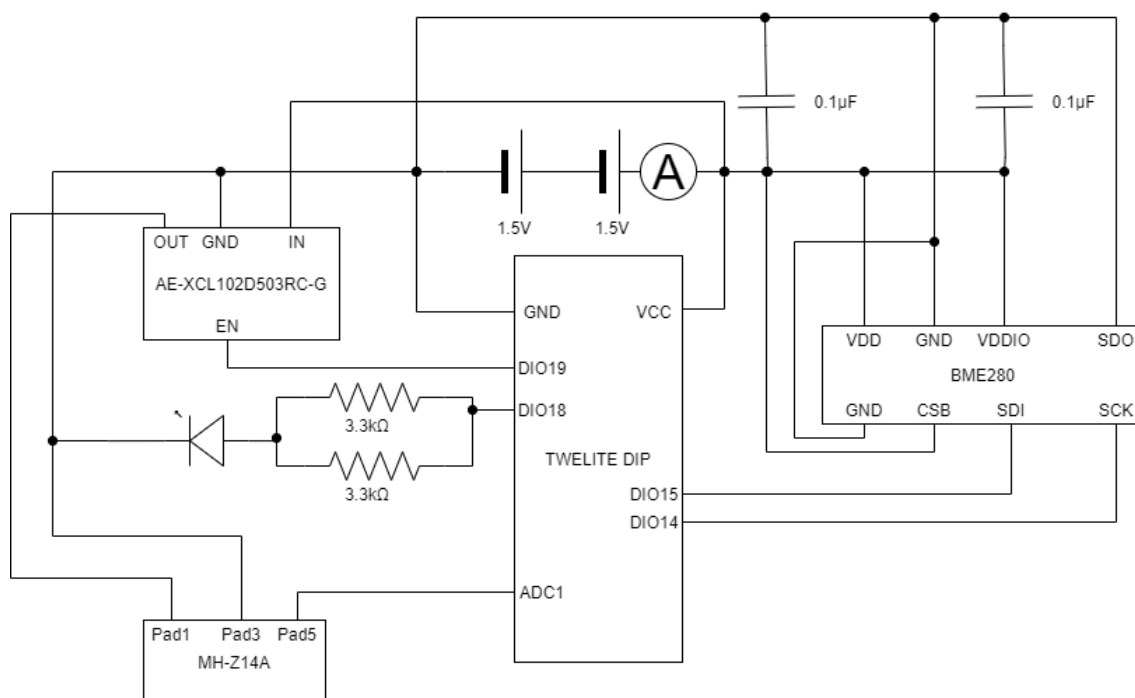 0.1μF
0.1μF
A
1.5V
1.5V
OUT
GND
IN
AE-XCL102D503RC-G
EN
GND
VCC
DIO19
DIO18
3.3kΩ
3.3kΩ
TWELITE DIP
DIO15
DIO14
ADC1
VDD
GND
VDDIO
SDO
BME280
GND
CSB
SDI
SCK
Pad1
Pad3
Pad5
MH-Z14A